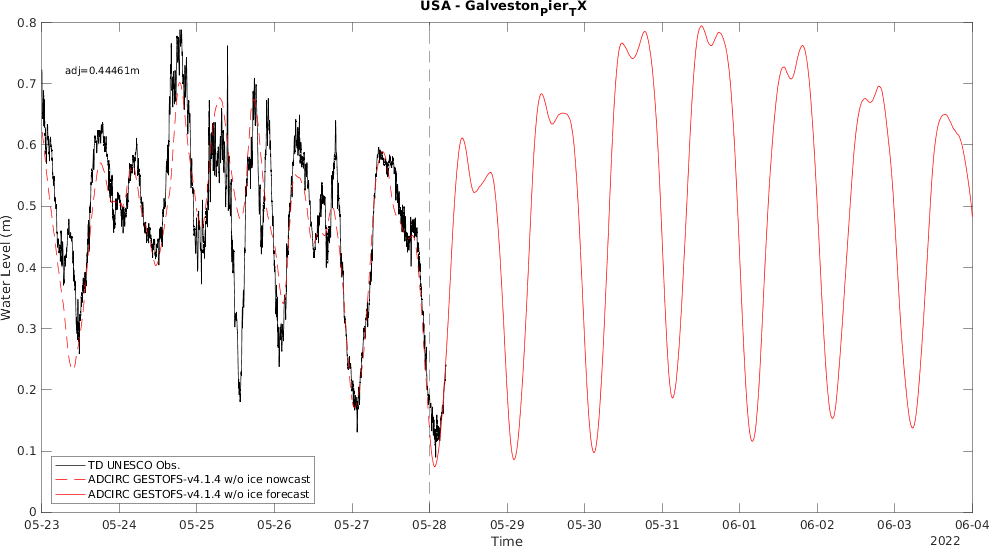 USA - Galveston_Pier_TX
adj=0.44461m
0.8
0.7
0.6
0.5
0.4
0.3
0.2
0.1
0
Water Level (m)
TD UNESCO Obs.
ADCIRC GESTOFS-v4.1.4 w/o ice nowcast
ADCIRC GESTOFS-v4.1.4 w/o ice forecast
05-23 05-24 05-25 05-26 05-27 05-28 05-29 05-30 05-31 06-01 06-02 06-03 06-04
Time
2022